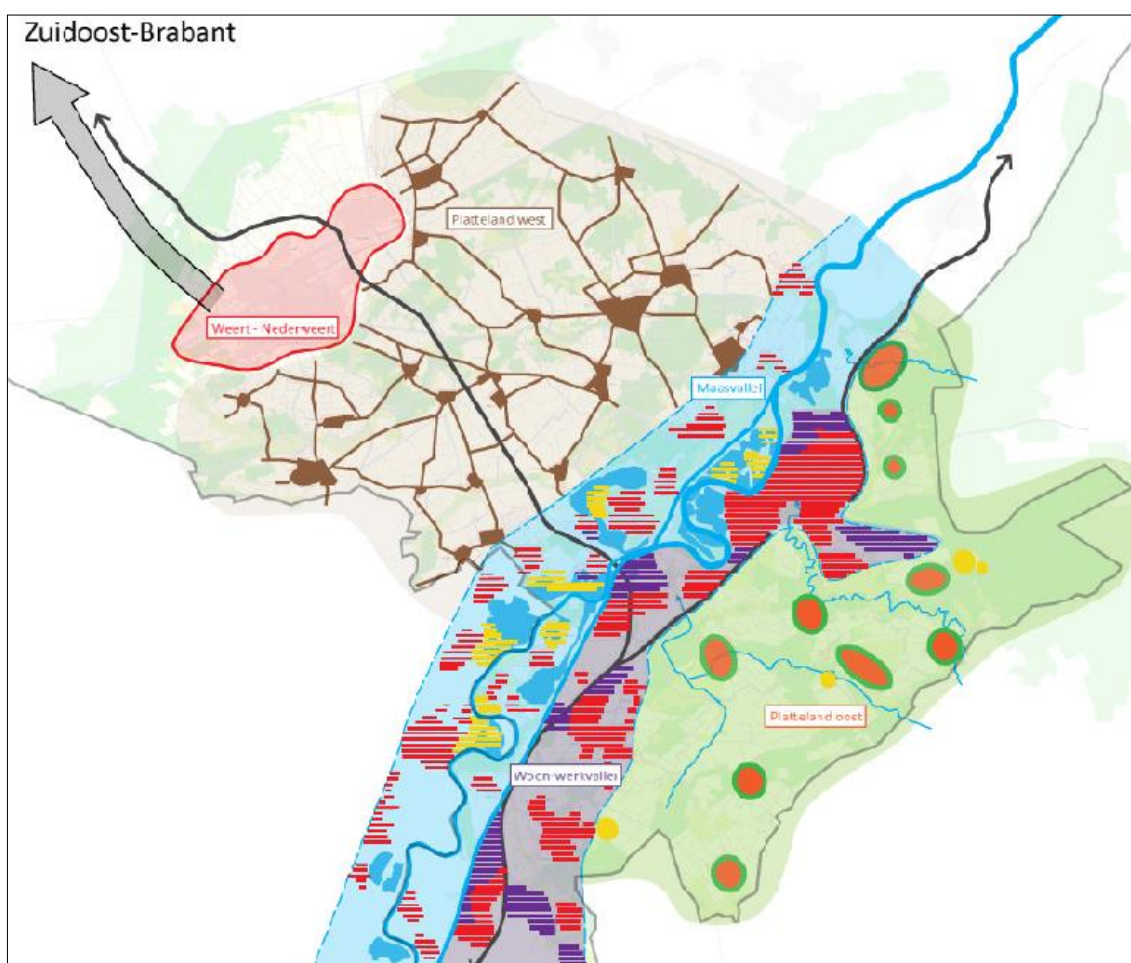 Zuidoost-Brabant
Platteland west
Weert - Nederweert
Maasvallei
Platteland oost
Woon-werkvallei